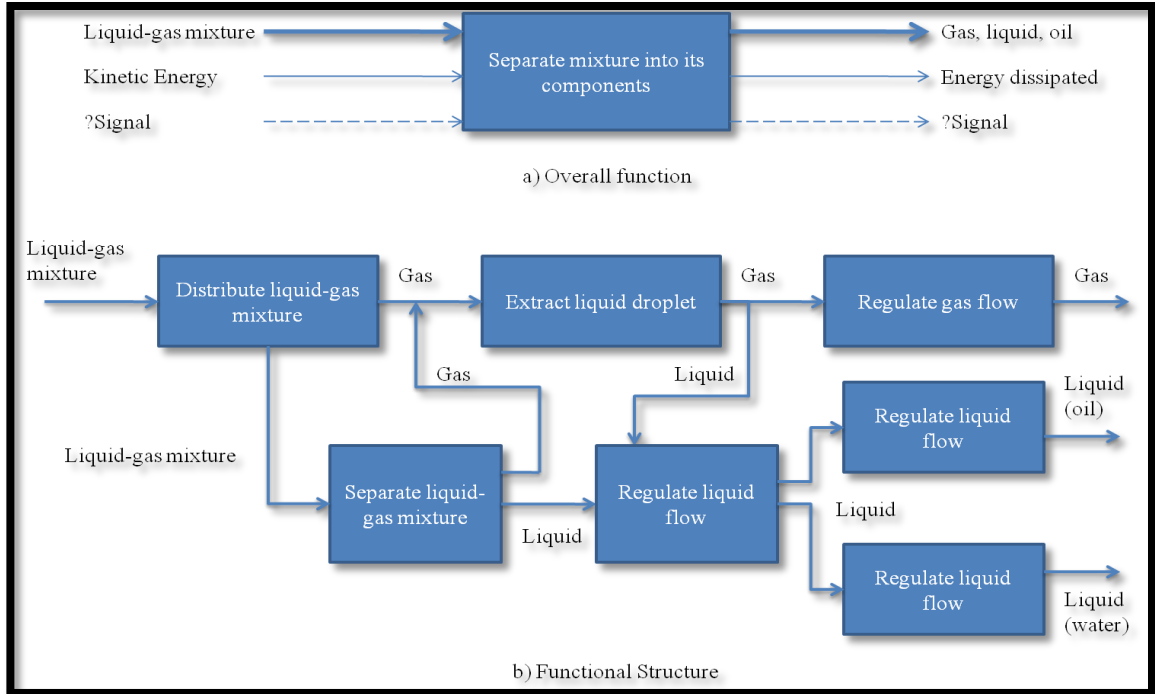 Liquid-gas mixture
Gas, liquid, oil
Separate mixture into its
components
Kinetic Energy
Energy dissipated
?Signal
?Signal
a) Overall function
Liquid-gas
mixture
Distribute liquid-gas
mixture
Gas
Extract liquid droplet
Gas
Regulate gas flow
Gas
Gas
Liquid
Liquid
(oil)
Regulate liquid
flow
Liquid-gas mixture
Separate liquid-
gas mixture
Liquid
Regulate liquid
flow
Liquid
Regulate liquid
flow
Liquid
(water)
b) Functional Structure